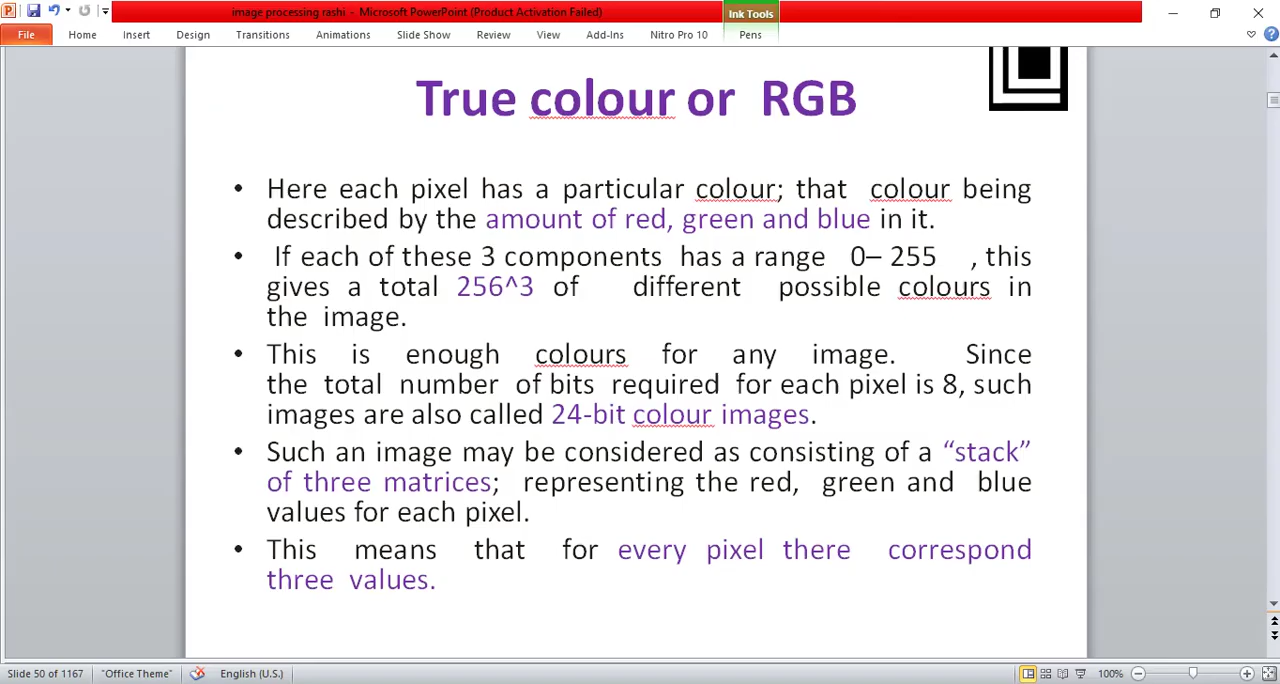 image processing rashi - Microsoft PowerPoint (Product Activation Failed)
Ink Tools
File Home Insert Design Transitions Animations Slide Show Review View Add-Ins Nitro Pro 10 Pens
True colour or RGB
• Here each pixel has a particular colour; that colour being
described by the amount of red, green and blue in it.
• If each of these 3 components has a range 0– 255 , this
gives a total 256^3 of different possible colours in
the image.
• This is enough colours for any image. Since
the total number of bits required for each pixel is 8, such
images are also called 24-bit colour images.
• Such an image may be considered as consisting of a “stack”
of three matrices; representing the red, green and blue
values for each pixel.
• This means that for every pixel there correspond
three values.
Slide 50 of 1167 "Office Theme" English (U.S.) 100%